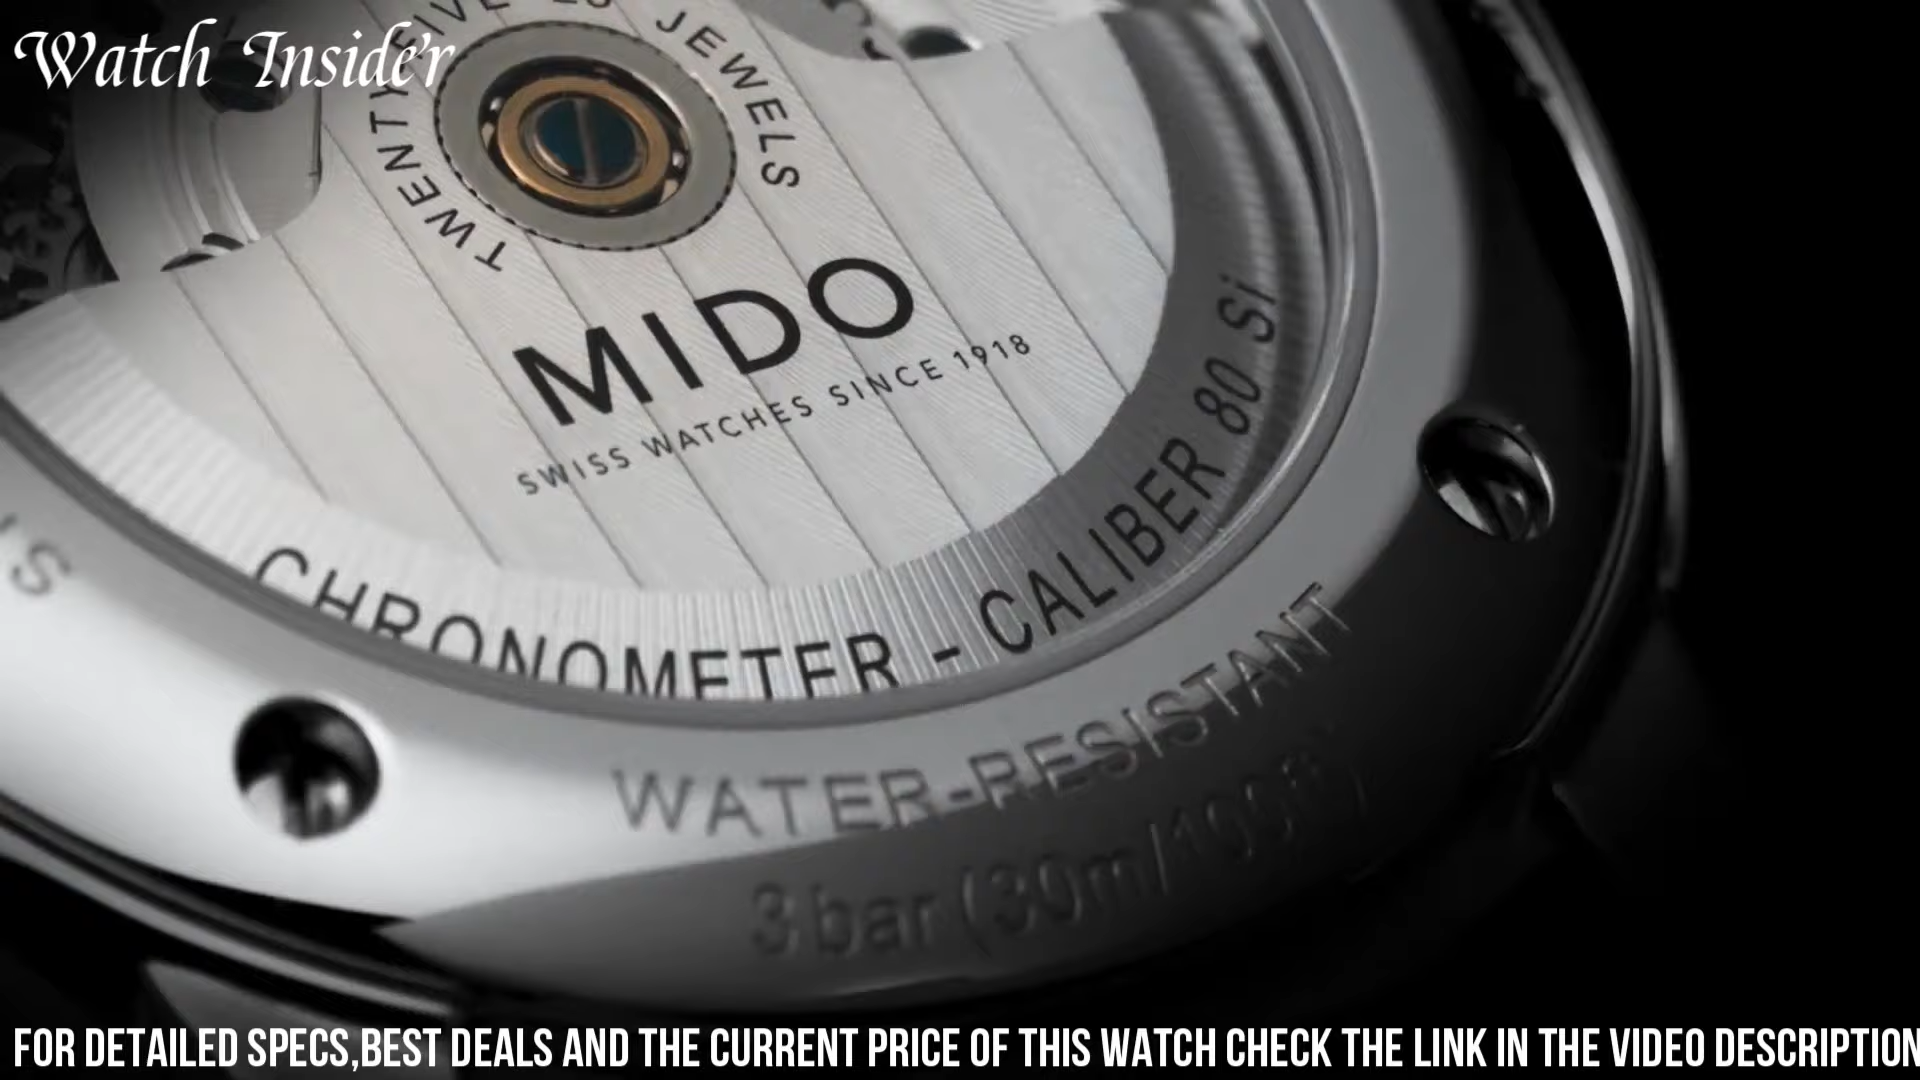 Watch Insider
TWENTY FIVE 25 JEWELS
MIDO
SWISS WATCHES SINCE 1918
CHRONOMETER - CALIBER 80 Si
WATER-RESISTANT
3 bar (30m/100ft)
FOR DETAILED SPECS,BEST DEALS AND THE CURRENT PRICE OF THIS WATCH CHECK THE LINK IN THE VIDEO DESCRIPTION